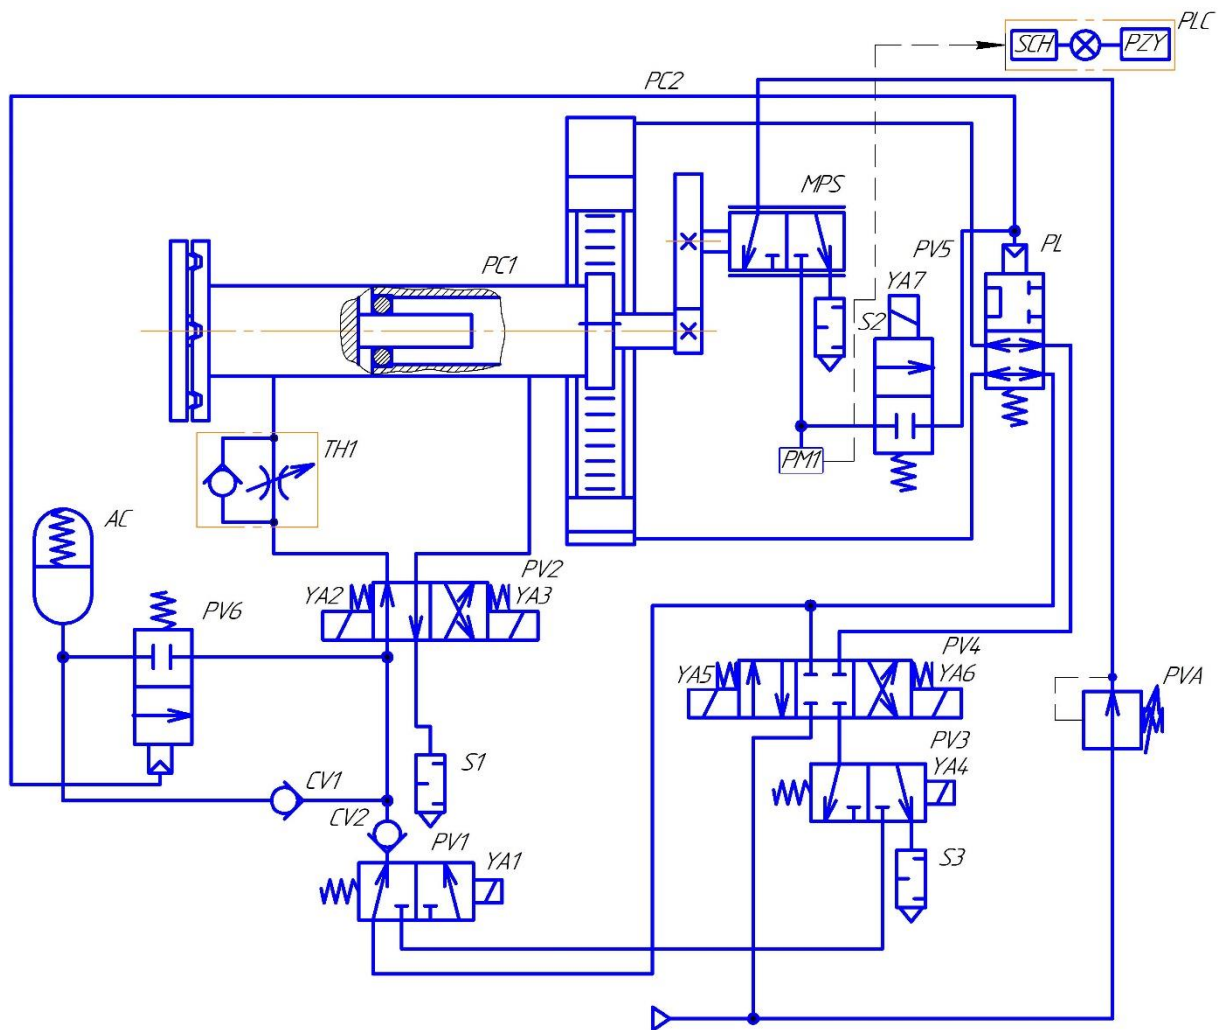 PLC
SCH PZY
PC2
MPS
PV5
PL
YA7
PC1
S2
TH1
PM1
AC
PV2
YA2 YA3
PV6
PV4
YA5 YA6
PVA
PV3
S1
YA4
CV1
CV2
PV1
YA1
S3